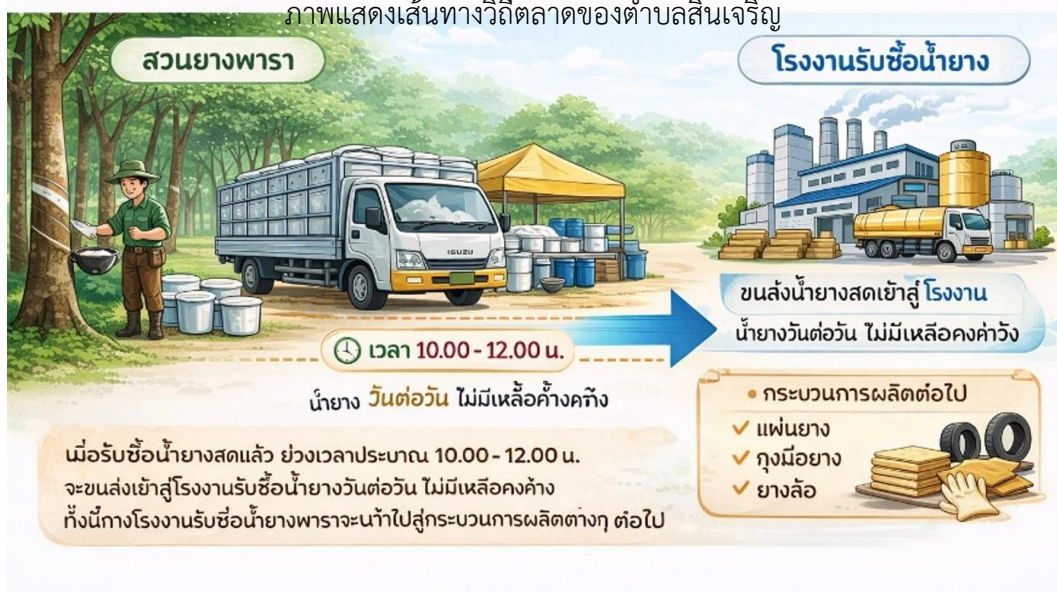 ภาพแสดงเส้นทางวิถีตลาดของตำบลสินเจริญ
สวนยางพารา
โรงงานรับซื้อน้ำยาง
ISUZU
ขนส่งน้ำยางสดเข้าสู่ โรงงาน
น้ำยางวันต่อวัน ไม่มีเหลือคงค่าวัง
เวลา 10.00 - 12.00 น.
น้ำยาง วันต่อวัน ไม่มีเหลื้อค้ำงคทึง
• กระบวนการผลิตต่อไป
✓ แผ่นยาง
✓ กุงมือยาง
✓ ยางล้อ
เมื่อรับซื้อน้ำยางสดแล้ว ย่วงเวลาประมาณ 10.00 - 12.00 น.
จะขนส่งเข้าสู่โรงงานรับซื้อน้ำยางวันต่อวัน ไม่มีเหลือคงค้าง
ทั้งนี้กางโรงงานรับซื่อน้ำยางพาราจะนำไปสู่กระบวนการผลิตต่างๆ ต่อไป